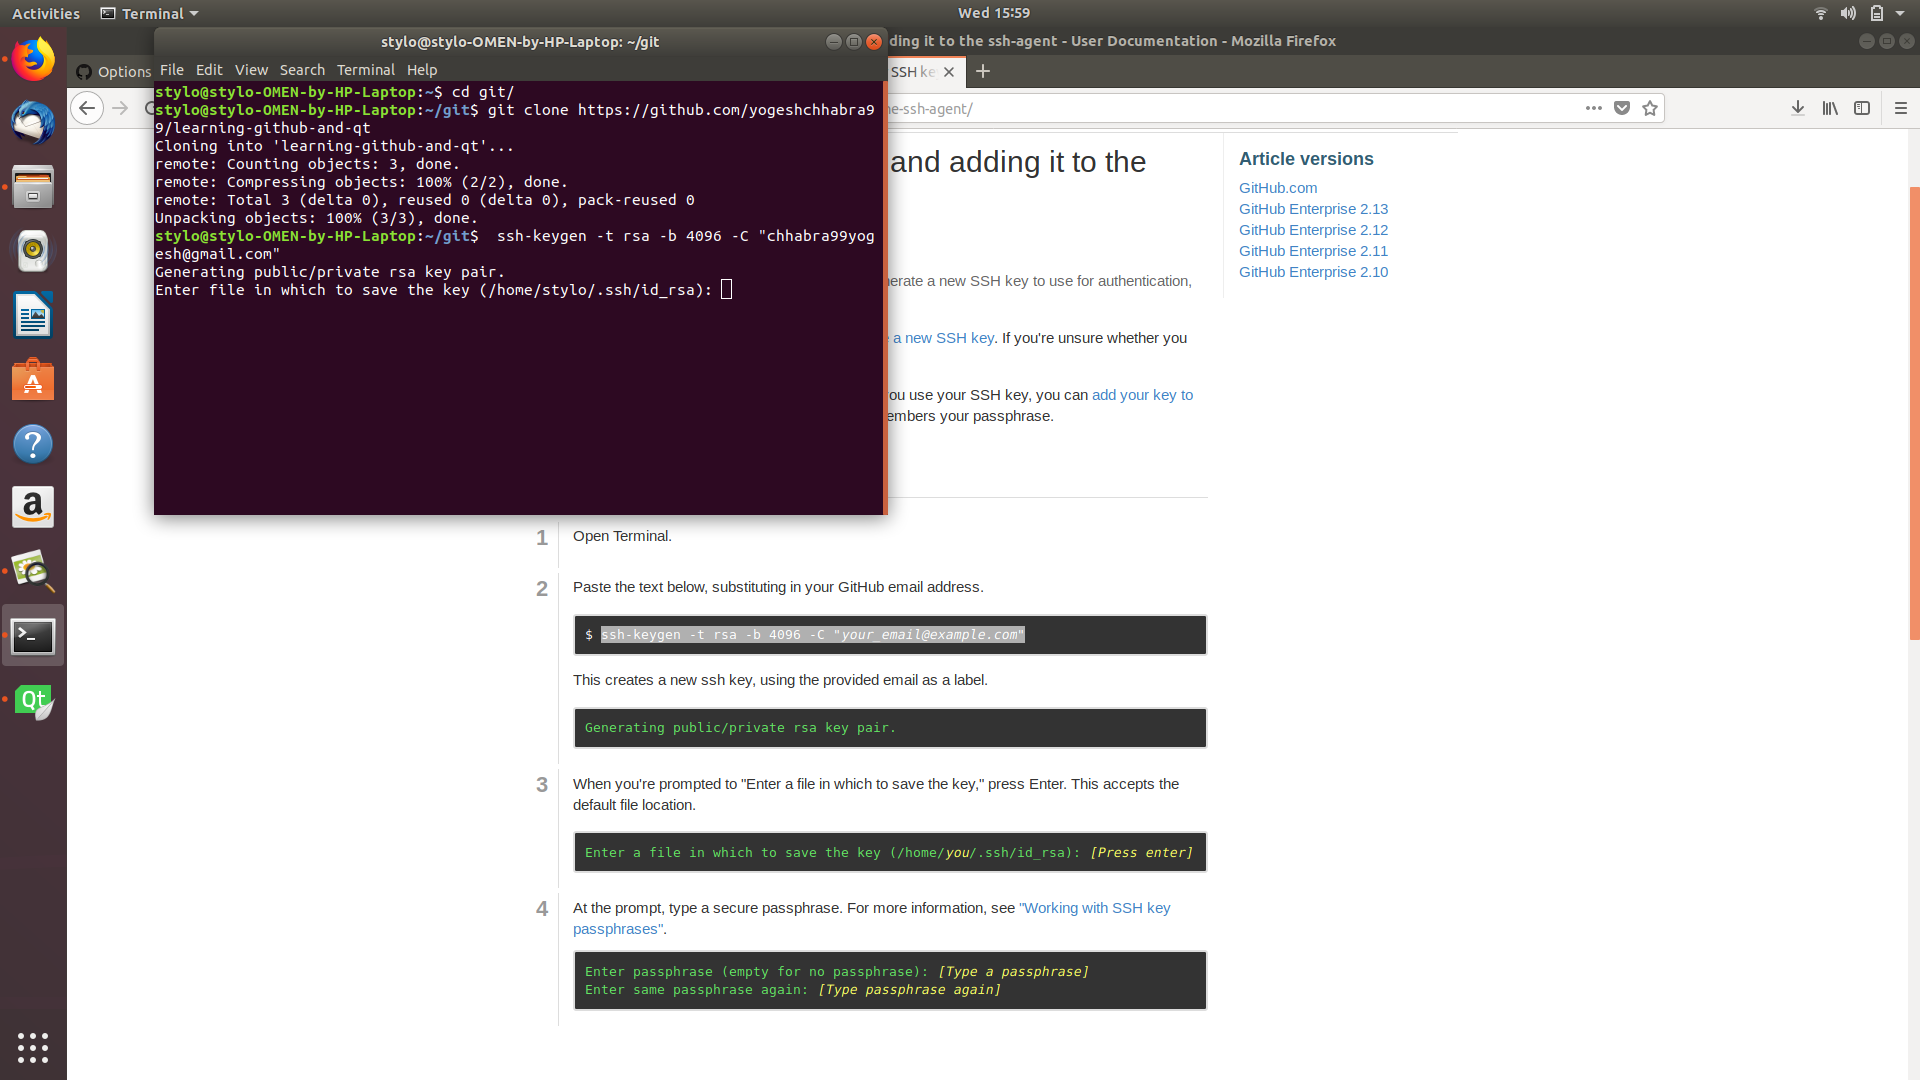 Activities
Terminal
Wed 15:59
stylo@stylo-OMEN-by-HP-Laptop: ~/git
ding it to the ssh-agent - User Documentation - Mozilla Firefox
Options
File Edit View Search Terminal Help
SSH ke
ne-ssh-agent/
stylo@stylo-OMEN-by-HP-Laptop:~$ cd git/
stylo@stylo-OMEN-by-HP-Laptop:~/git$ git clone https://github.com/yogeshchhabra9
9/learning-github-and-qt
Cloning into 'learning-github-and-qt'...
remote: Counting objects: 3, done.
remote: Compressing objects: 100% (2/2), done.
remote: Total 3 (delta 0), reused 0 (delta 0), pack-reused 0
Unpacking objects: 100% (3/3), done.
stylo@stylo-OMEN-by-HP-Laptop:~/git$  ssh-keygen -t rsa -b 4096 -C "chhabra99yog
esh@gmail.com"
Generating public/private rsa key pair.
Enter file in which to save the key (/home/stylo/.ssh/id_rsa):
and adding it to the
nerate a new SSH key to use for authentication,
a new SSH key. If you're unsure whether you
ou use your SSH key, you can add your key to
embers your passphrase.
Article versions
GitHub.com
GitHub Enterprise 2.13
GitHub Enterprise 2.12
GitHub Enterprise 2.11
GitHub Enterprise 2.10
1 Open Terminal.
2 Paste the text below, substituting in your GitHub email address.
$ ssh-keygen -t rsa -b 4096 -C "your_email@example.com"
This creates a new ssh key, using the provided email as a label.
Generating public/private rsa key pair.
3 When you're prompted to "Enter a file in which to save the key," press Enter. This accepts the
default file location.
Enter a file in which to save the key (/home/you/.ssh/id_rsa): [Press enter]
4 At the prompt, type a secure passphrase. For more information, see "Working with SSH key
passphrases".
Enter passphrase (empty for no passphrase): [Type a passphrase]
Enter same passphrase again: [Type passphrase again]
Qt